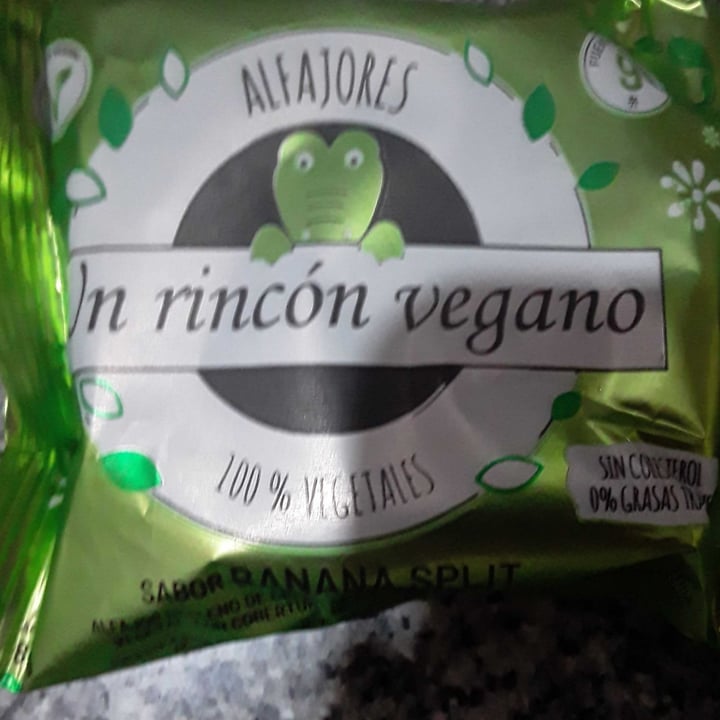 ALFAJORES
Un rincón vegano
100 % VEGETALES
SIN COLESTEROL
0% GRASAS
SABOR BANANA SPLIT